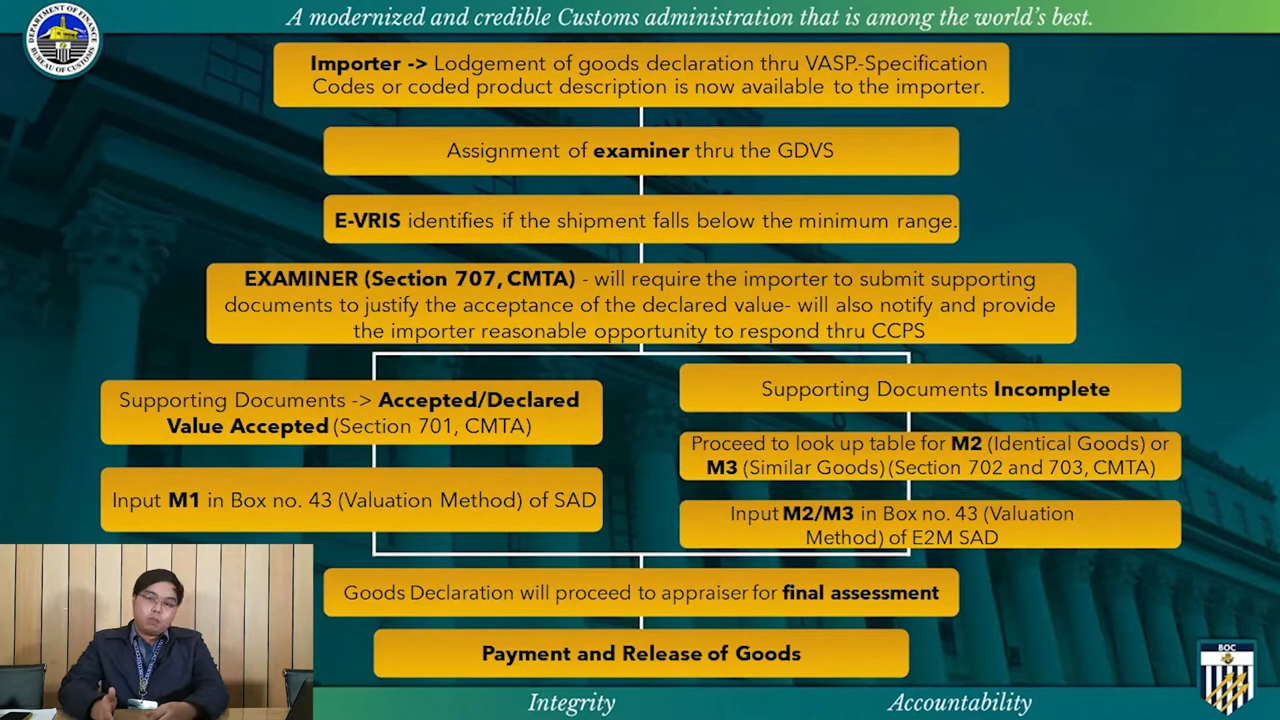 A modernized and credible Customs administration that is among the world's best.
DEPARTMENT OF FINANCE
BUREAU OF CUSTOMS
Importer -> Lodgement of goods declaration thru VASP.-Specification
Codes or coded product description is now available to the importer.
Assignment of examiner thru the GDVS
E-VRIS identifies if the shipment falls below the minimum range.
EXAMINER (Section 707, CMTA) - will require the importer to submit supporting
documents to justify the acceptance of the declared value- will also notify and provide
the importer reasonable opportunity to respond thru CCPS
Supporting Documents -> Accepted/Declared
Value Accepted (Section 701, CMTA)
Input M1 in Box no. 43 (Valuation Method) of SAD
Supporting Documents Incomplete
Proceed to look up table for M2 (Identical Goods) or
M3 (Similar Goods) (Section 702 and 703, CMTA)
Input M2/M3 in Box no. 43 (Valuation
Method) of E2M SAD
Goods Declaration will proceed to appraiser for final assessment
Payment and Release of Goods
BOC
Integrity
Accountability